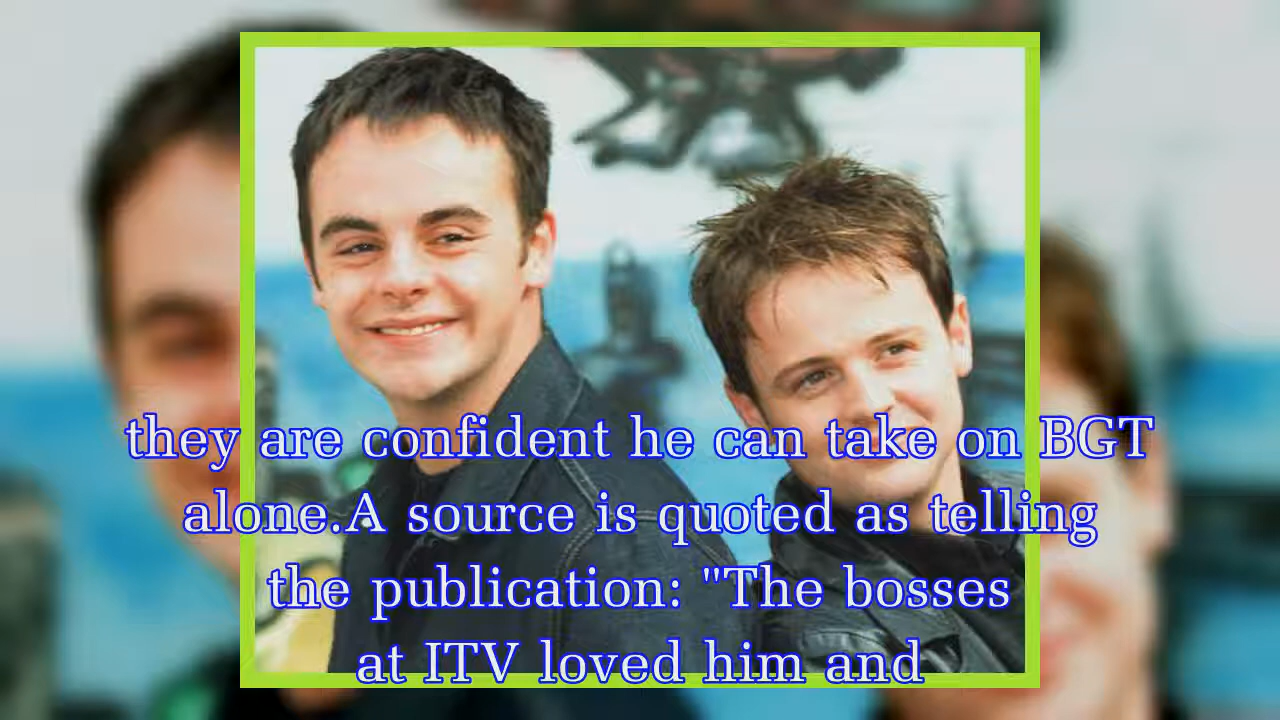 they are confident he can take on BGT
alone.A source is quoted as telling
the publication: "The bosses
at ITV loved him and